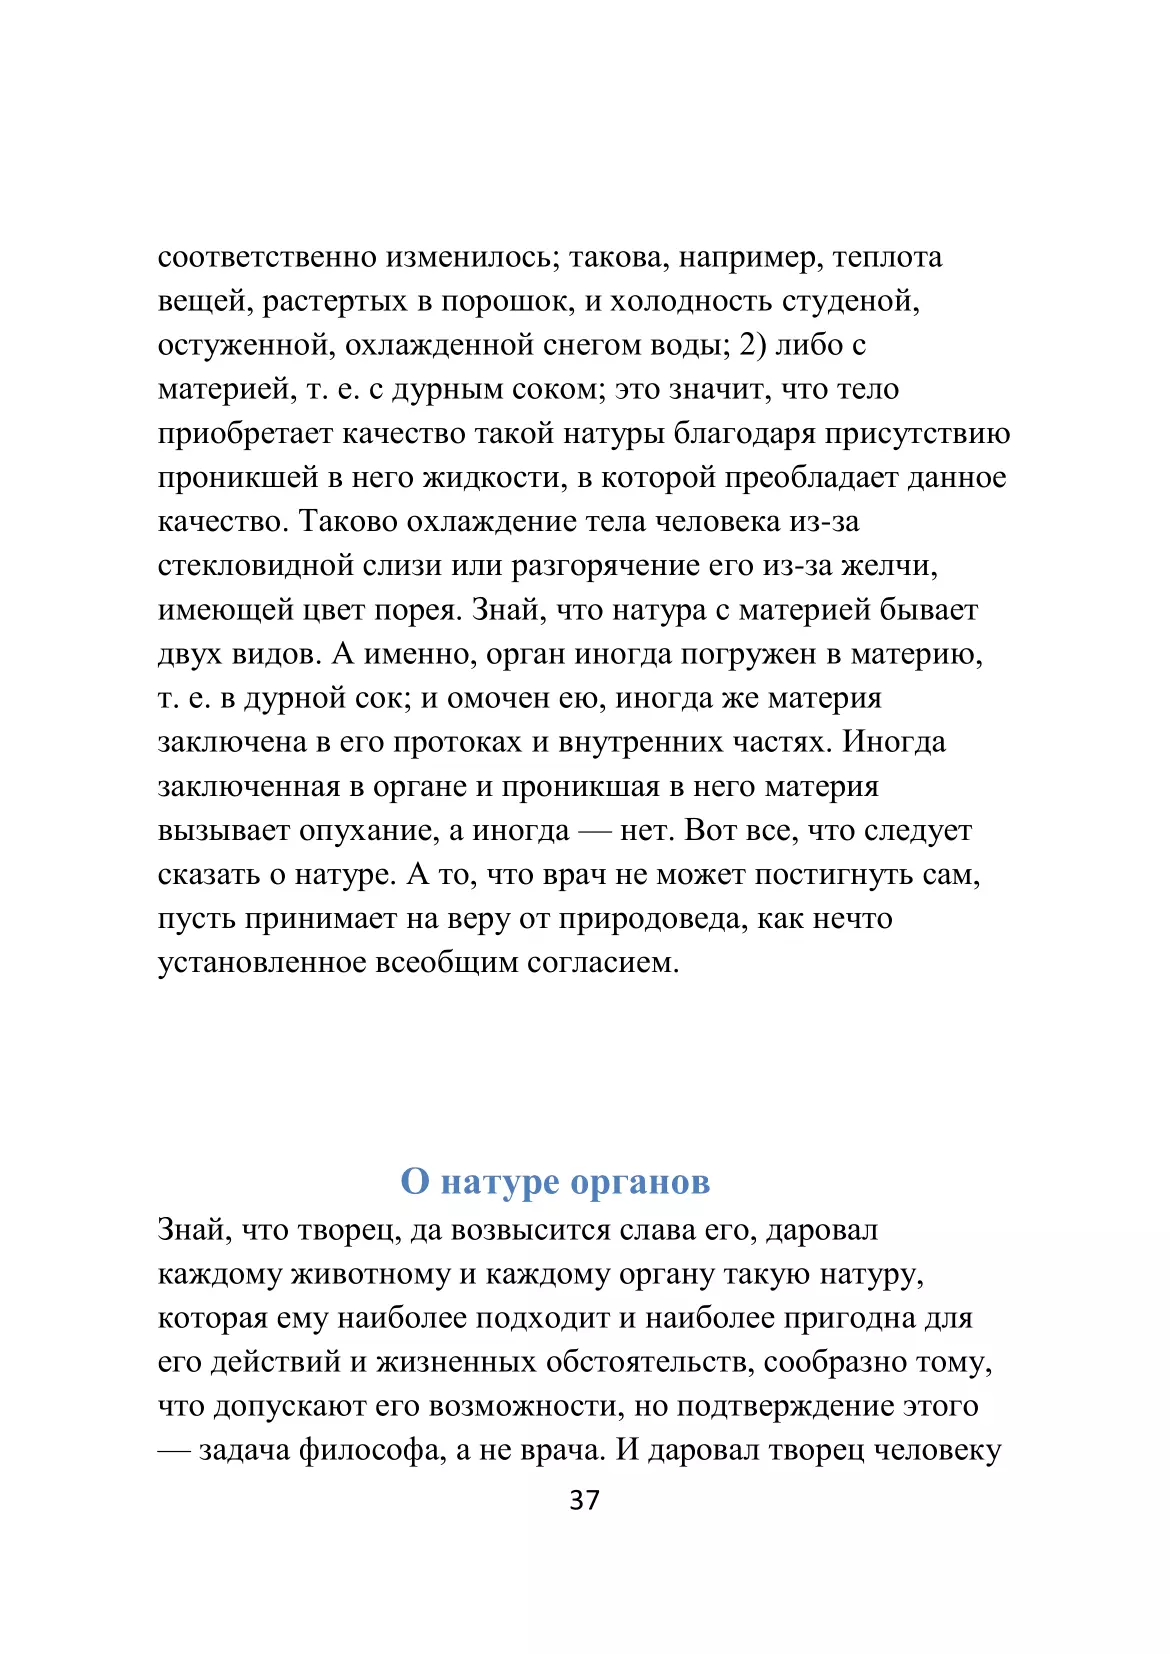 соответственно изменилось; такова, например, теплота
вещей, растертых в порошок, и холодность студеной,
остуженной, охлажденной снегом воды; 2) либо с
материей, т. е. с дурным соком; это значит, что тело
приобретает качество такой натуры благодаря присутствию
проникшей в него жидкости, в которой преобладает данное
качество. Таково охлаждение тела человека из-за
стекловидной слизи или разгорячение его из-за желчи,
имеющей цвет порея. Знай, что натура с материей бывает
двух видов. А именно, орган иногда погружен в материю,
т. е. в дурной сок; и омочен ею, иногда же материя
заключена в его протоках и внутренних частях. Иногда
заключенная в органе и проникшая в него материя
вызывает опухание, а иногда — нет. Вот все, что следует
сказать о натуре. А то, что врач не может постигнуть сам,
пусть принимает на веру от природоведа, как нечто
установленное всеобщим согласием.
О натуре органов
Знай, что творец, да возвысится слава его, даровал
каждому животному и каждому органу такую натуру,
которая ему наиболее подходит и наиболее пригодна для
его действий и жизненных обстоятельств, сообразно тому,
что допускают его возможности, но подтверждение этого
— задача философа, а не врача. И даровал творец человеку
37